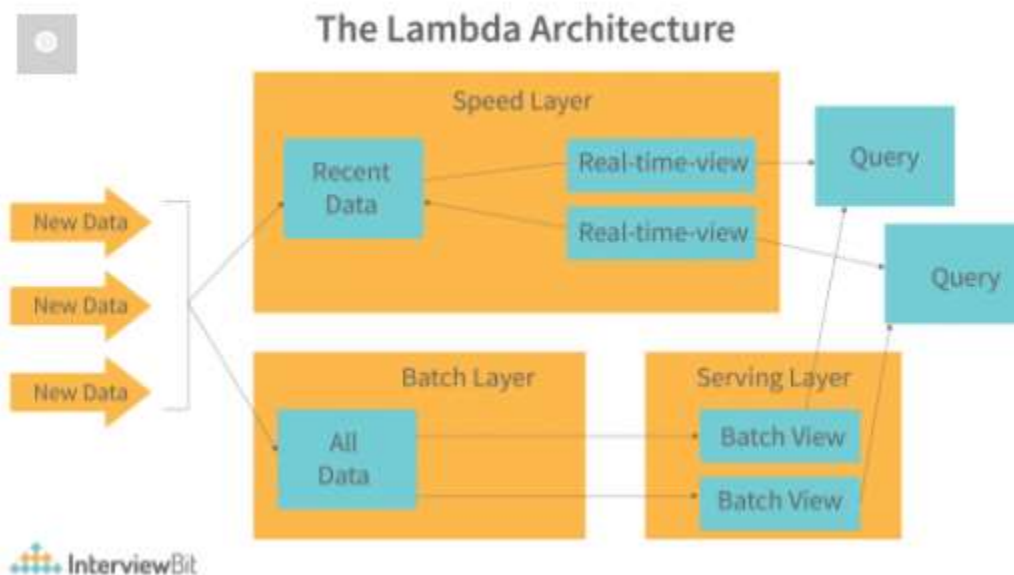 The Lambda Architecture
Speed Layer
Recent
Data
Real-time-view
Real-time-view
Query
Query
New Data
New Data
New Data
Batch Layer
All
Data
Serving Layer
Batch View
Batch View
InterviewBit